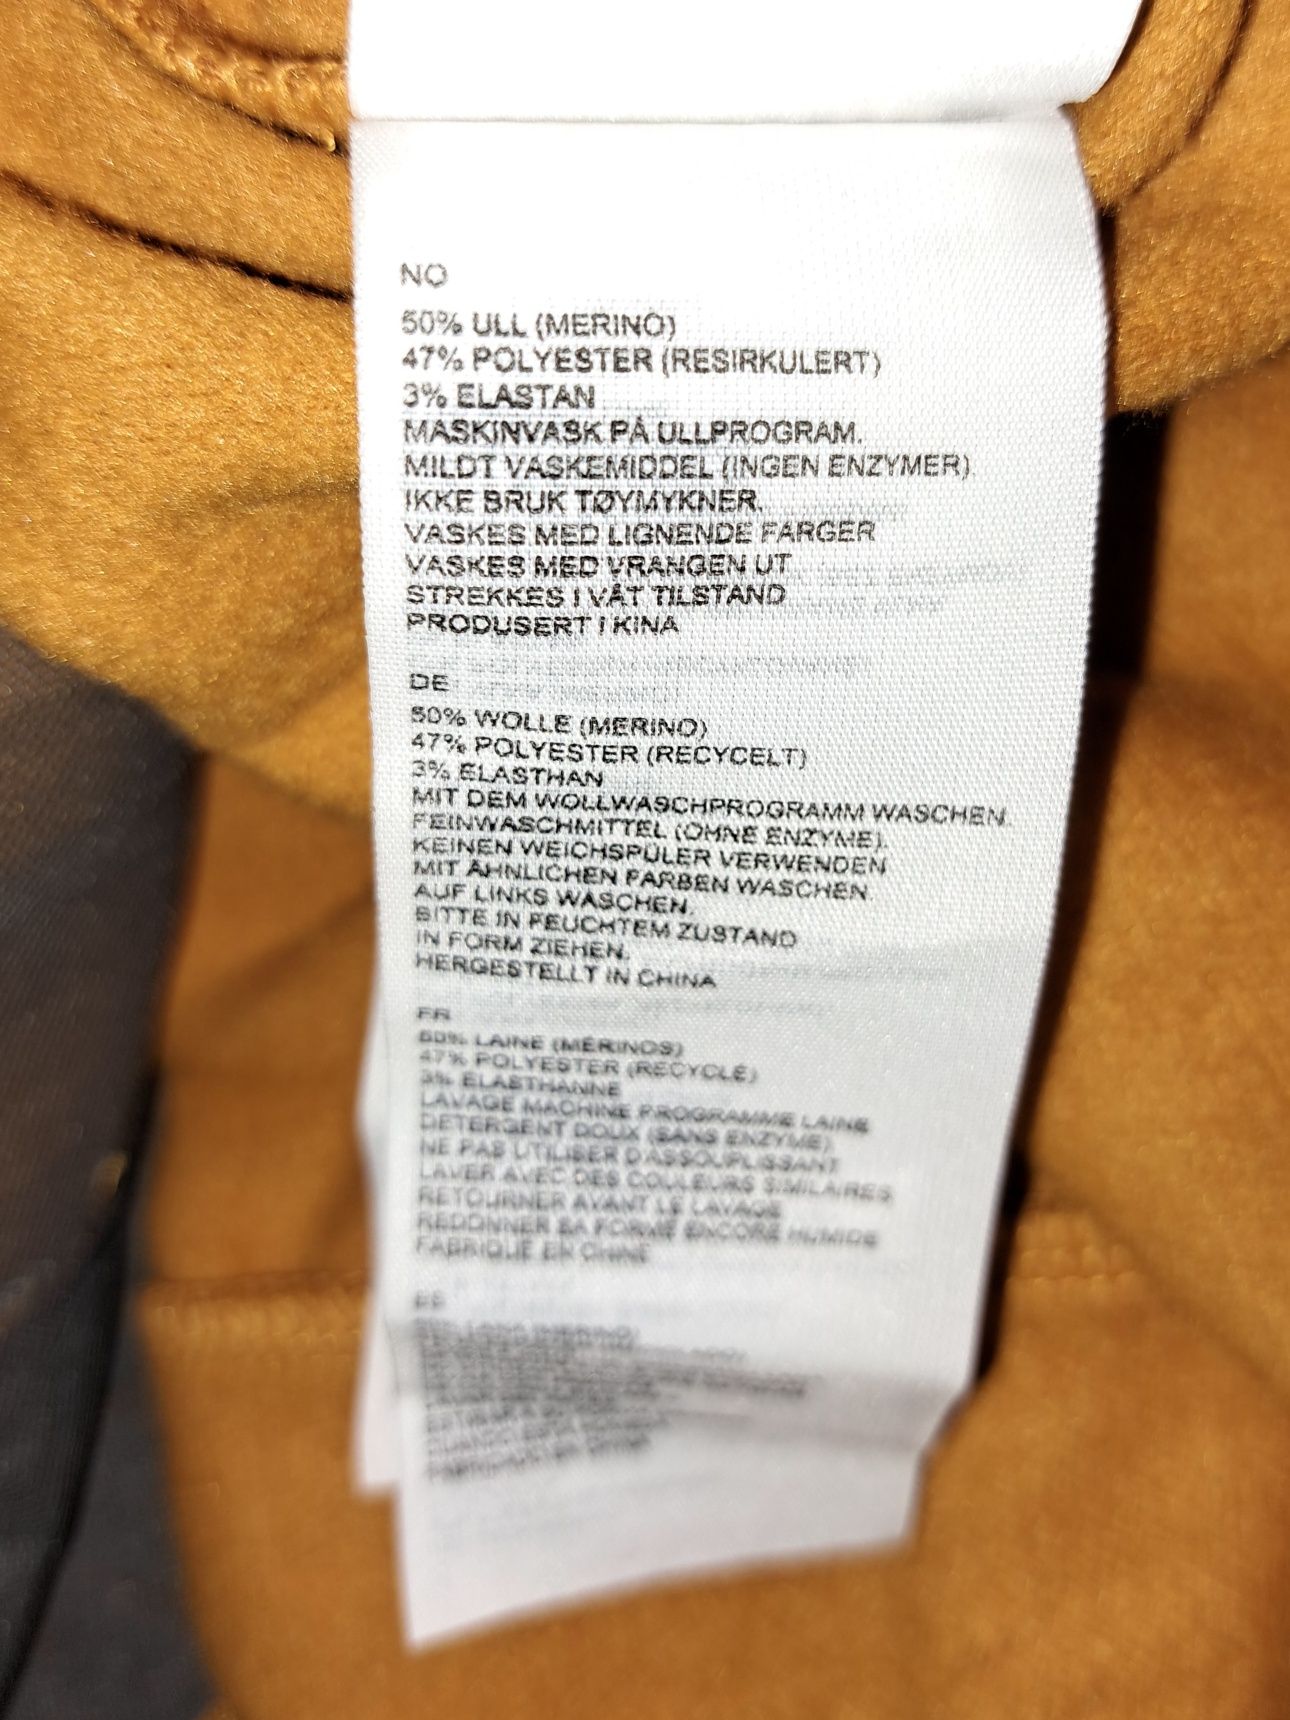 NO
50% ULL (MERINO)
47% POLYESTER (RESIRKULERT)
3% ELASTAN
MASKINVASK PÅ ULLPROGRAM.
MILDT VASKEMIDDEL (INGEN ENZYMER).
IKKE BRUK TØYMYKNER.
VASKES MED LIGNENDE FARGER
VASKES MED VRANGEN UT
STREKKES I VÅT TILSTAND
PRODUSERT I KINA
DE
50% WOLLE (MERINO)
47% POLYESTER (RECYCELT)
3% ELASTHAN
MIT DEM WOLLWASCHPROGRAMM WASCHEN.
FEINWASCHMITTEL (OHNE ENZYME).
KEINEN WEICHSPÜLER VERWENDEN
MIT ÄHNLICHEN FARBEN WASCHEN.
AUF LINKS WASCHEN.
BITTE IN FEUCHTEM ZUSTAND
IN FORM ZIEHEN.
HERGESTELLT IN CHINA
FR
50% LAINE (MÉRINOS)
47% POLYESTER (RECYCLÉ)
3% ELASTHANNE
LAVAGE MACHINE PROGRAMME LAINE
DETERGENT DOUX (SANS ENZYME).
NE PAS UTILISER D'ASSOUPLISSANT
LAVER AVEC DES COULEURS SIMILAIRES
RETOURNER AVANT LE LAVAGE
REDONNER SA FORME ENCORE HUMIDE
FABRIQUÉ EN CHINE
ES